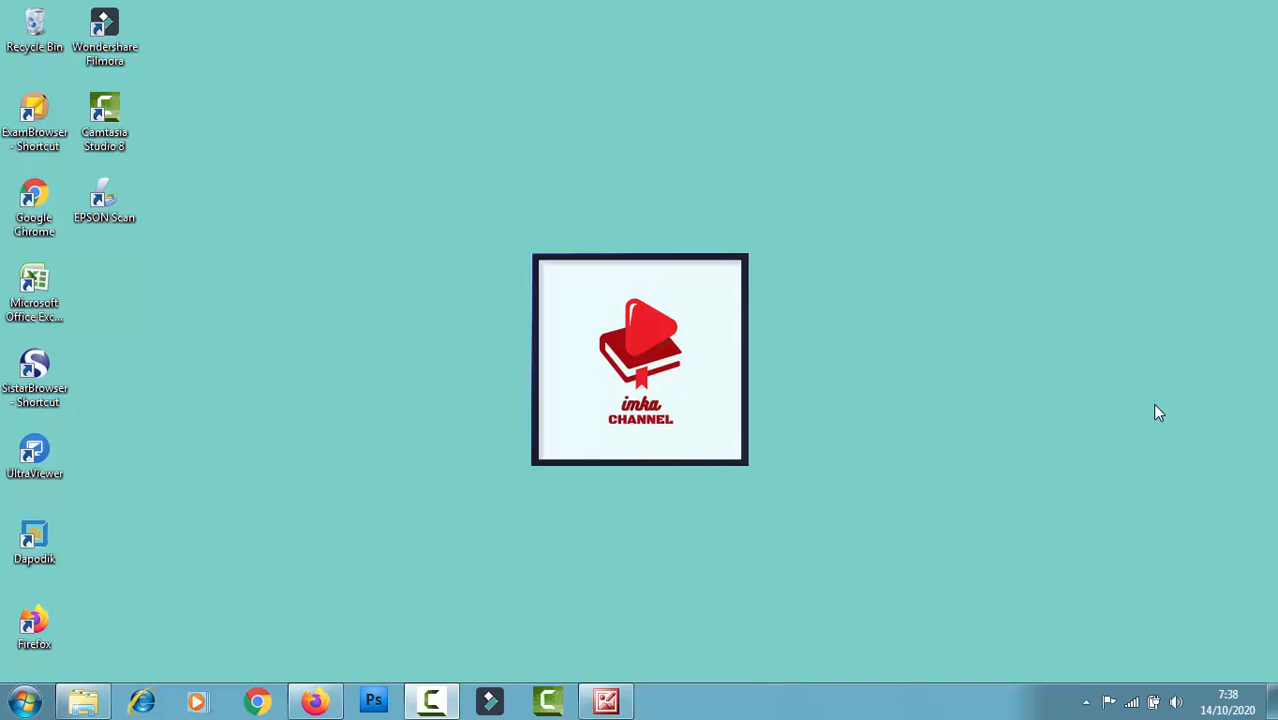 Recycle Bin
Wondershare
Filmora
ExamBrowser
- Shortcut
Camtasia
Studio 8
Google
Chrome
EPSON Scan
Microsoft
Office Exc...
SistarBrowser
- Shortcut
UltraViewer
Dapodik
Firefox
imka
CHANNEL
Ps
7:38
14/10/2020